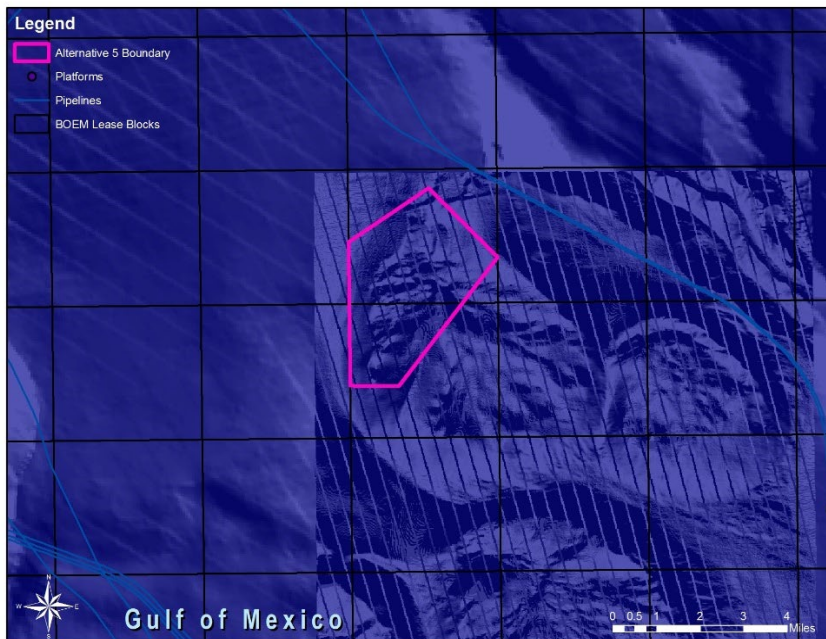 Legend
Alternative 5 Boundary
Platforms
Pipelines
BOEM Lease Blocks
N
W E
S
Gulf of Mexico
0 0.5 1 2 3 4
Miles